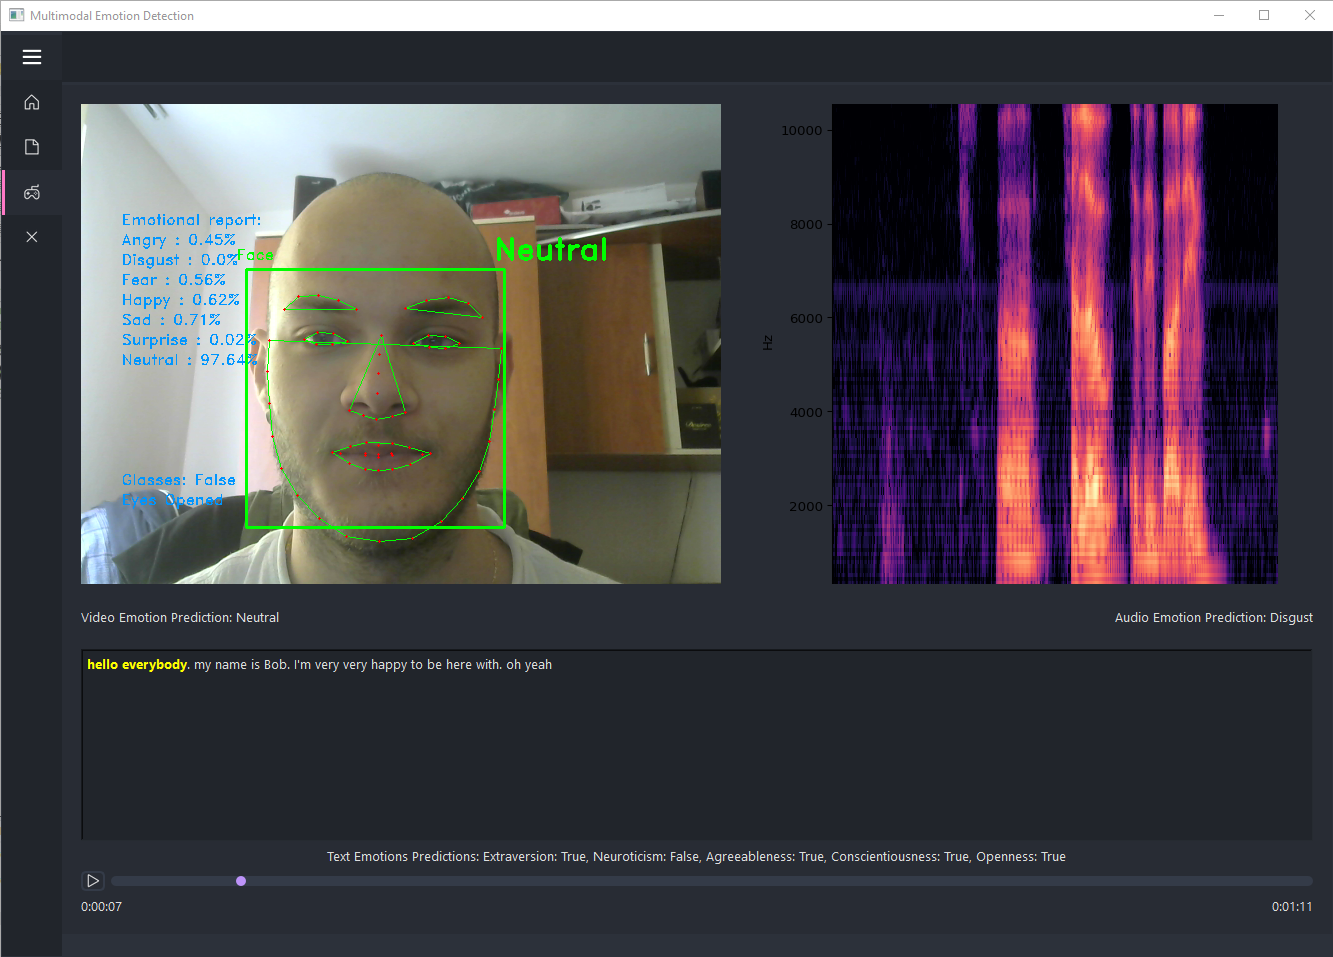 Multimodal Emotion Detection
Emotional report:
Angry : 0.45%
Disgust : 0.0%
Face
Fear : 0.56%
Happy : 0.62%
Sad : 0.71%
Surprise : 0.02%
Neutral : 97.64%
Neutral
Glasses: False
Eyes Opened
10000
8000
6000
Hz
4000
2000
Video Emotion Prediction: Neutral
Audio Emotion Prediction: Disgust
hello everybody. my name is Bob. I'm very very happy to be here with. oh yeah
Text Emotions Predictions: Extraversion: True, Neuroticism: False, Agreeableness: True, Conscientiousness: True, Openness: True
0:00:07
0:01:11